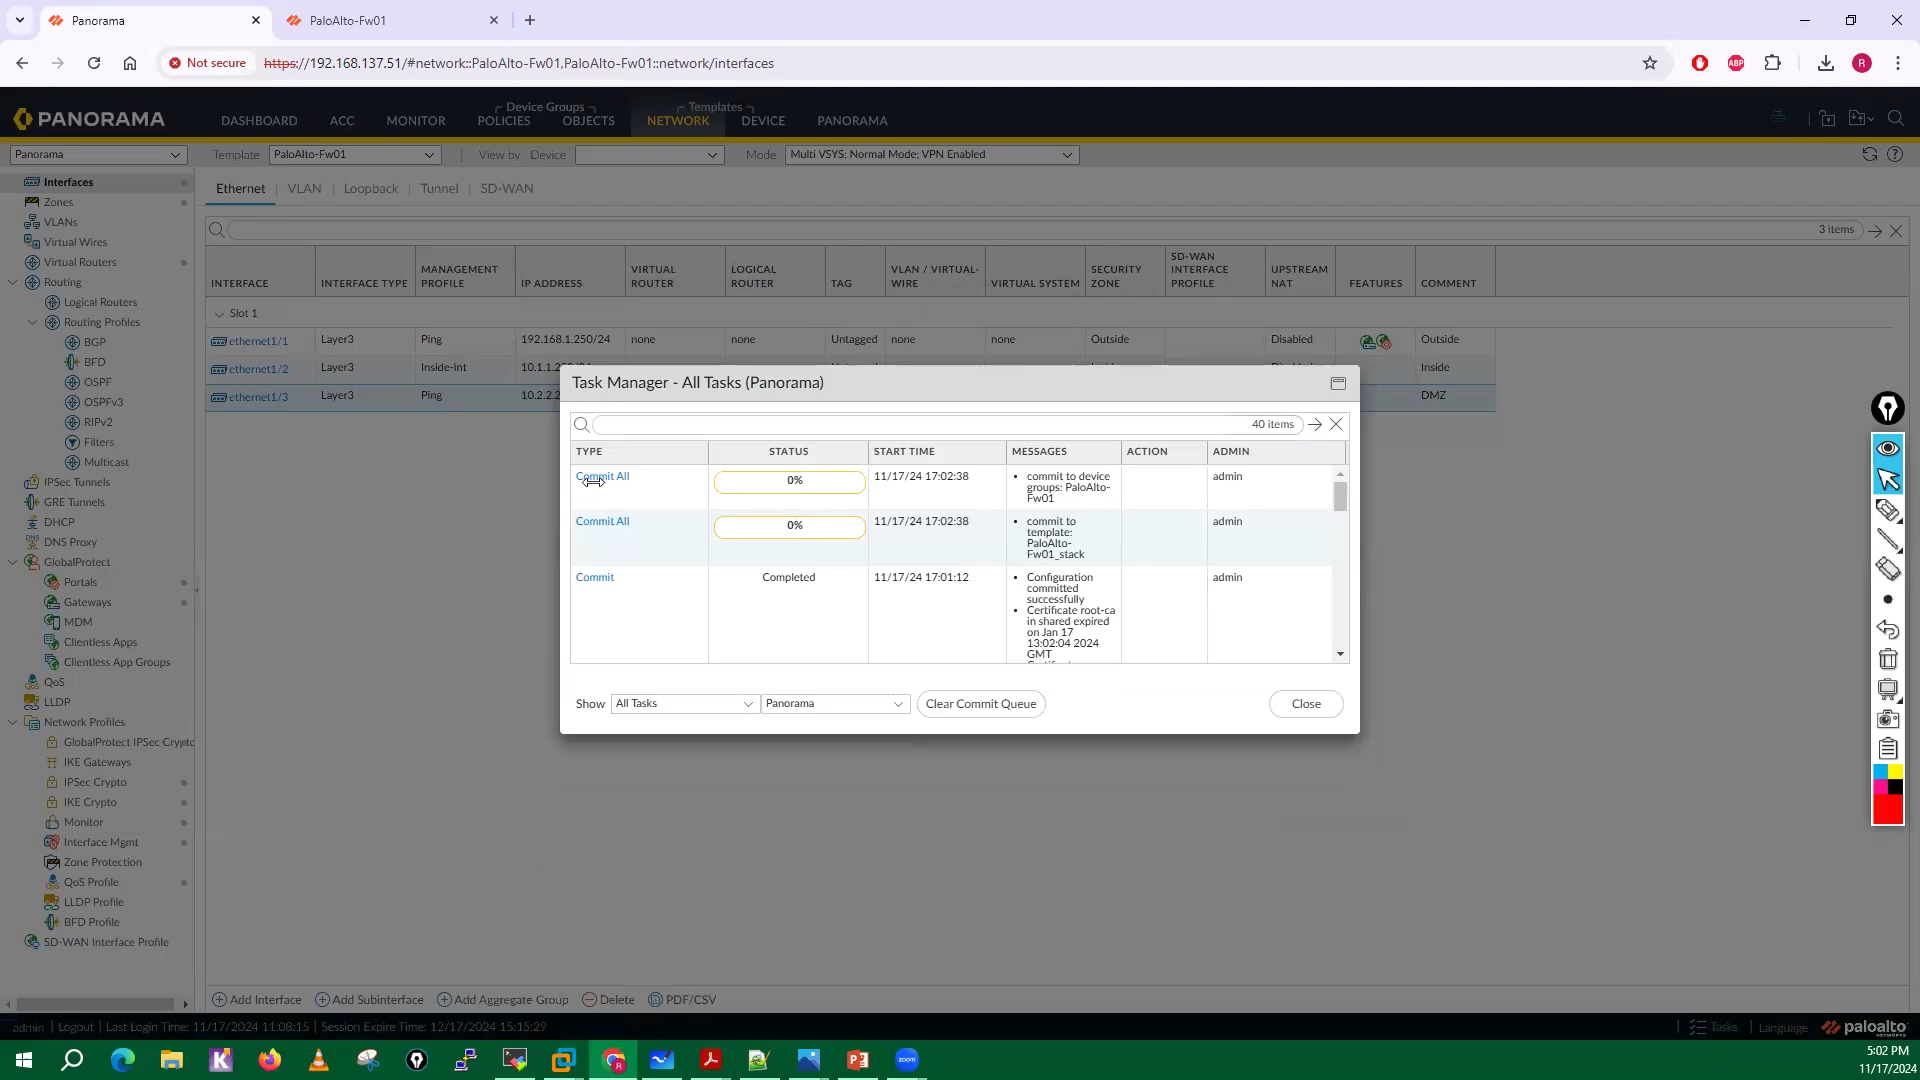 Panorama
PaloAlto-Fw01
Not secure
https://192.168.137.51/#network::PaloAlto-Fw01,PaloAlto-Fw01::network/interfaces
ABP
R
PANORAMA
DASHBOARD
ACC
MONITOR
Device Groups
POLICIES
OBJECTS
Templates
NETWORK
DEVICE
PANORAMA
Panorama
Template
PaloAlto-Fw01
View by
Device
Mode
Multi VSYS; Normal Mode; VPN Enabled
Interfaces
Zones
VLANs
Virtual Wires
Virtual Routers
Routing
Logical Routers
Routing Profiles
BGP
BFD
OSPF
OSPFv3
RIPv2
Filters
Multicast
IPSec Tunnels
GRE Tunnels
DHCP
DNS Proxy
GlobalProtect
Portals
Gateways
MDM
Clientless Apps
Clientless App Groups
QoS
LLDP
Network Profiles
GlobalProtect IPSec Crypto
IKE Gateways
IPSec Crypto
IKE Crypto
Monitor
Interface Mgmt
Zone Protection
QoS Profile
LLDP Profile
BFD Profile
SD-WAN Interface Profile
Ethernet
VLAN
Loopback
Tunnel
SD-WAN
3 items
INTERFACE
INTERFACE TYPE
MANAGEMENT PROFILE
IP ADDRESS
VIRTUAL ROUTER
LOGICAL ROUTER
TAG
VLAN / VIRTUAL-WIRE
VIRTUAL SYSTEM
SECURITY ZONE
SD-WAN INTERFACE PROFILE
UPSTREAM NAT
FEATURES
COMMENT
Slot 1
ethernet1/1 Layer3 Ping 192.168.1.250/24 none none Untagged none none Outside Disabled Outside
ethernet1/2 Layer3 Inside-Int Inside
ethernet1/3 Layer3 Ping DMZ
Task Manager - All Tasks (Panorama)
40 items
TYPE STATUS START TIME MESSAGES ACTION ADMIN
Commit All 0% 11/17/24 17:02:38
commit to device
groups: PaloAlto-
Fw01
admin
Commit All 0% 11/17/24 17:02:38
commit to
template:
PaloAlto-
Fw01_stack
admin
Commit Completed 11/17/24 17:01:12
Configuration
committed
successfully
Certificate root-ca
in shared expired
on Jan 17
13:02:04 2024
GMT
admin
Show
All Tasks
Panorama
Clear Commit Queue
Close
Add Interface
Add Subinterface
Add Aggregate Group
Delete
PDF/CSV
admin | Logout | Last Login Time: 11/17/2024 11:08:15 | Session Expire Time: 12/17/2024 15:15:29
Tasks
Language
paloalto
NETWORKS
zoom
5:02 PM
11/17/2024